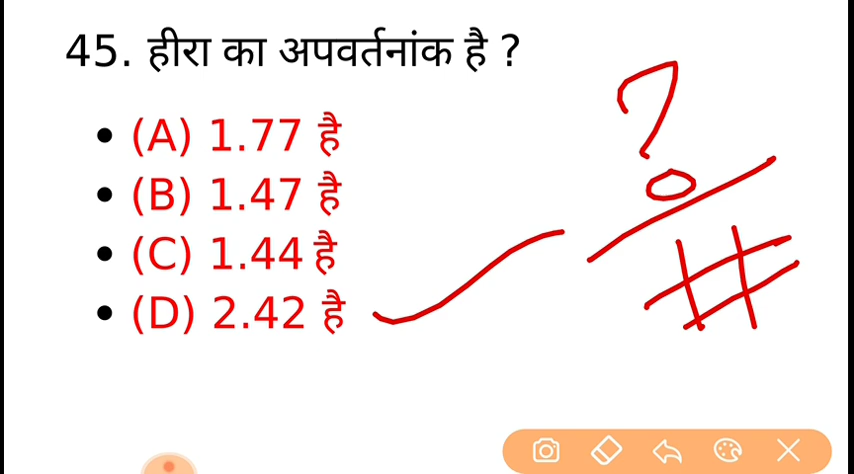 45. हीरा का अपवर्तनांक है ?
(A) 1.77 है
(B) 1.47 है
(C) 1.44 है
(D) 2.42 है
?
#